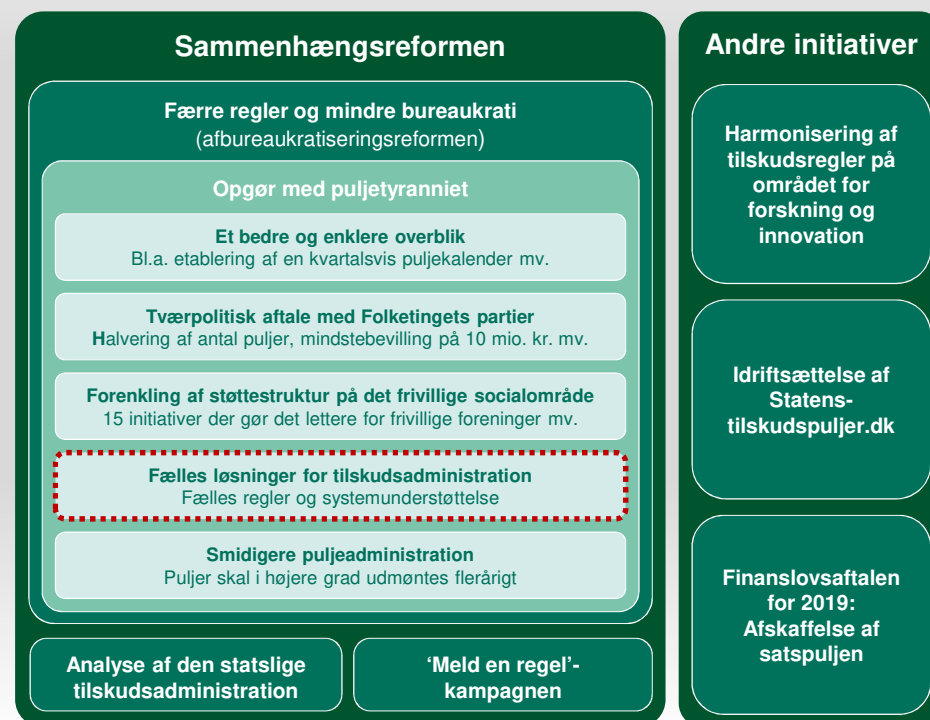 Sammenhængsreformen
Færre regler og mindre bureaukrati
(afbureaukratiseringsreformen)
Opgør med puljetyranniet
Et bedre og enklere overblik
Bl.a. etablering af en kvartalsvis puljekalender mv.
Tværpolitisk aftale med Folketingets partier
Halvering af antal puljer, mindstebevilling på 10 mio. kr. mv.
Forenkling af støttestruktur på det frivillige socialområde
15 initiativer der gør det lettere for frivillige foreninger mv.
Fælles løsninger for tilskudsadministration
Fælles regler og systemunderstøttelse
Smidigere puljeadministration
Puljer skal i højere grad udmøntes flerårigt
Analyse af den statslige
tilskudsadministration
‘Meld en regel’-
kampagnen
Andre initiativer
Harmonisering af
tilskudsregler på
området for
forskning og
innovation
Idriftsættelse af
Statens-
tilskudspuljer.dk
Finanslovsaftalen
for 2019:
Afskaffelse af
satspuljen